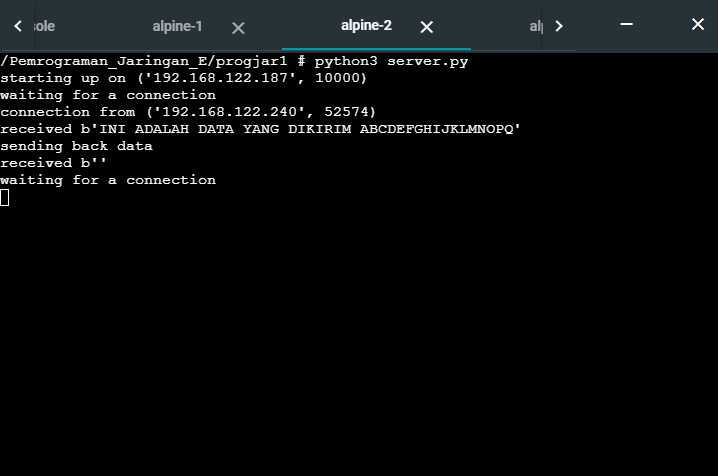 sole
alpine-1
alpine-2
/Pemrograman_Jaringan_E/progjar1 # python3 server.py
starting up on ('192.168.122.187', 10000)
waiting for a connection
connection from ('192.168.122.240', 52574)
received b'INI ADALAH DATA YANG DIKIRIM ABCDEFGHIJKLMNOPQ'
sending back data
received b''
waiting for a connection